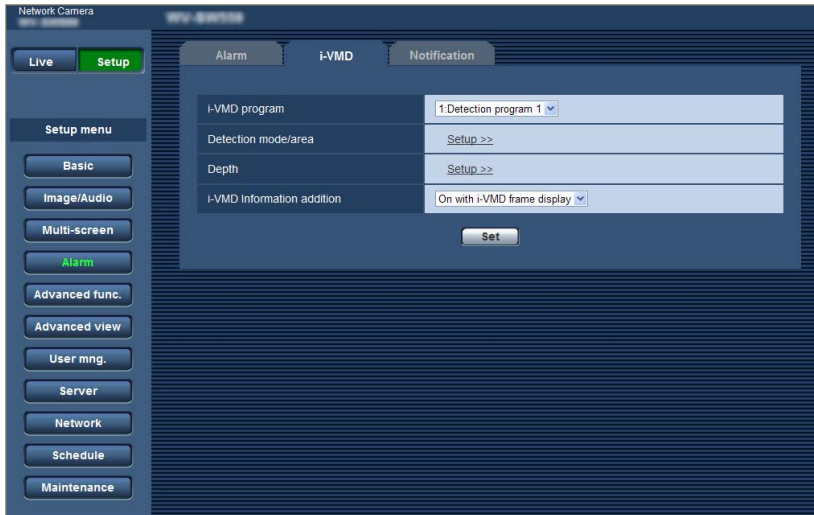 Network Camera
Live Setup
Setup menu
Basic
Image/Audio
Multi-screen
Alarm
Advanced func.
Advanced view
User mng.
Server
Network
Schedule
Maintenance
Alarm i-VMD Notification
i-VMD program 1:Detection program 1
Detection mode/area Setup >>
Depth Setup >>
i-VMD Information addition On with i-VMD frame display
Set